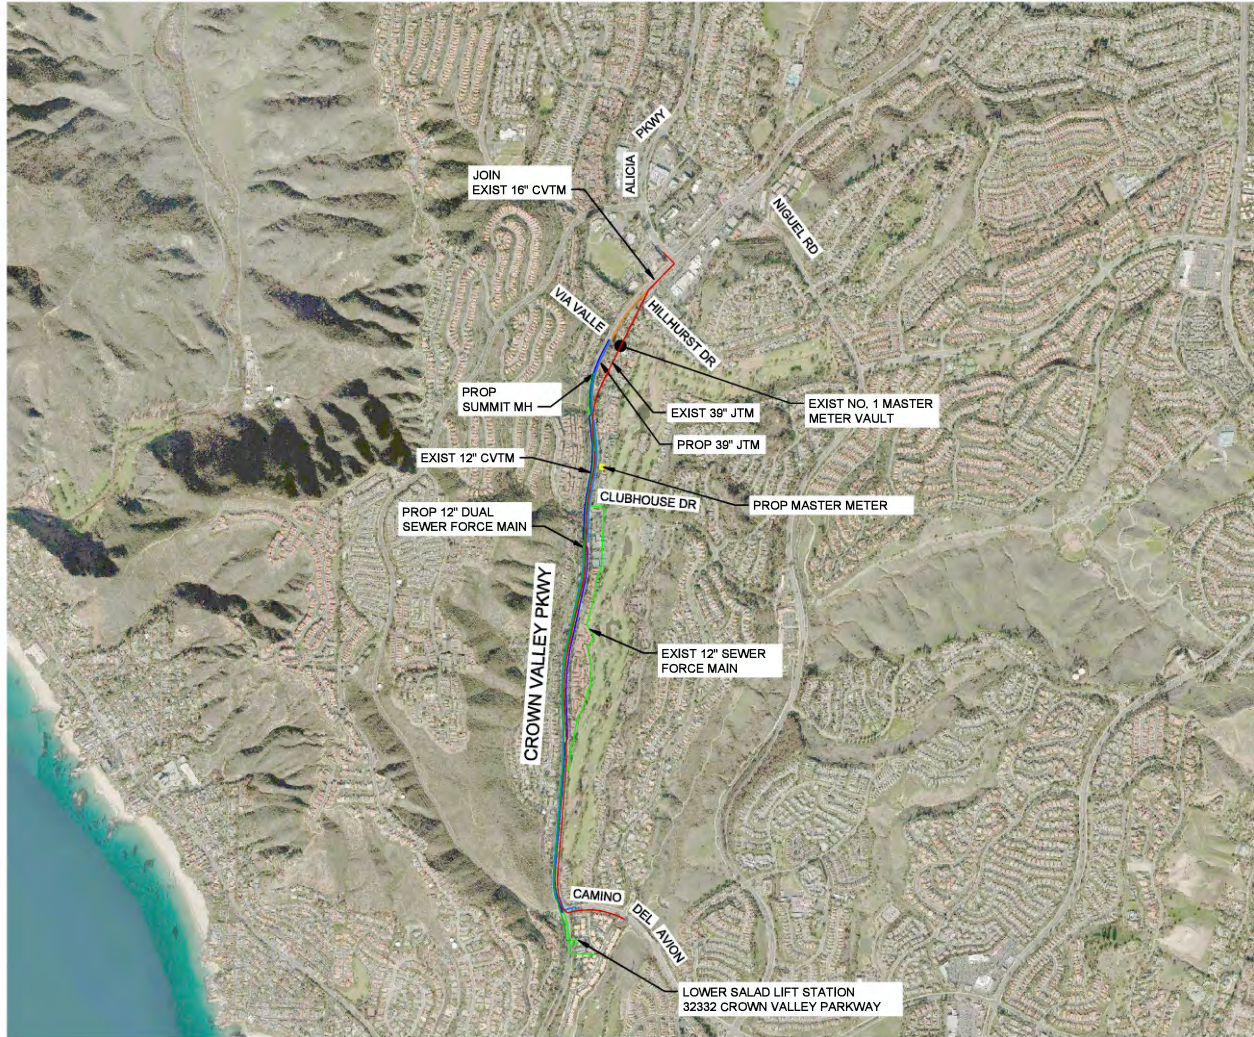 ALICIA
PKWY
JOIN
EXIST 16" CVTM
NIGUEL RD
VIA VALLE
HILLHURST DR
PROP
SUMMIT MH
EXIST 39" JTM
EXIST NO. 1 MASTER
METER VAULT
PROP 39" JTM
EXIST 12" CVTM
CLUBHOUSE DR
PROP MASTER METER
PROP 12" DUAL
SEWER FORCE MAIN
CROWN VALLEY PKWY
EXIST 12" SEWER
FORCE MAIN
CAMINO
DEL AVION
LOWER SALAD LIFT STATION
32332 CROWN VALLEY PARKWAY